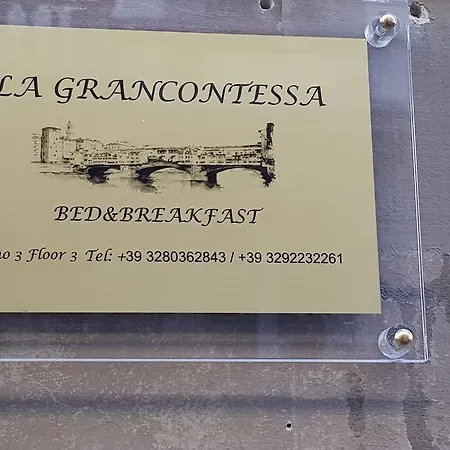 LA GRANCONTESSA
BED&BREAKFAST
3 Floor 3 Tel: +39 3280362843 / +39 3292232261